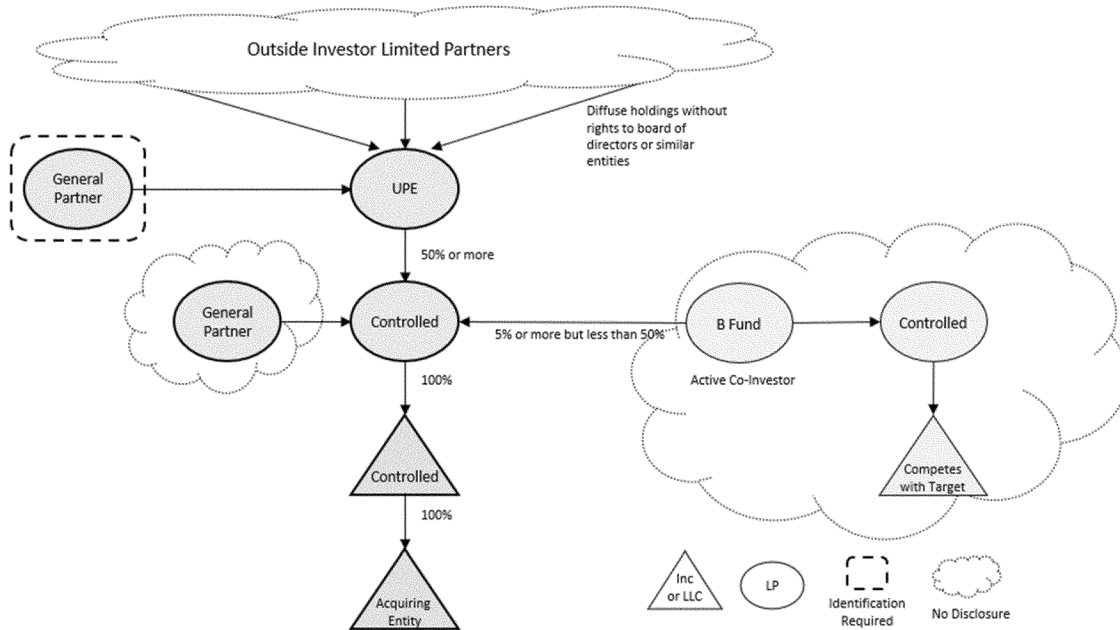 Outside Investor Limited Partners
Diffuse holdings without
rights to board of
directors or similar
entities
General
Partner
UPE
50% or more
General
Partner
Controlled
5% or more but less than 50%
B Fund
Controlled
Active Co-Investor
100%
Controlled
Competes
with Target
100%
Acquiring
Entity
Inc
or LLC
LP
Identification
Required
No Disclosure